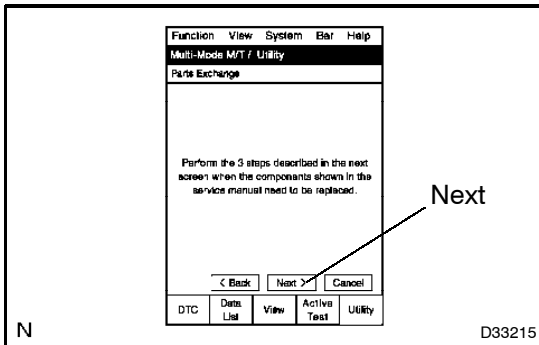 Function View System Bar Help
Multi-Mode M/T / Utility
Parts Exchange
Perform the 3 steps described in the next
screen when the components shown in the
service manual need to be replaced.
Next
< Back Next > Cancel
DTC Data List View Active Test Utility
N
D33215